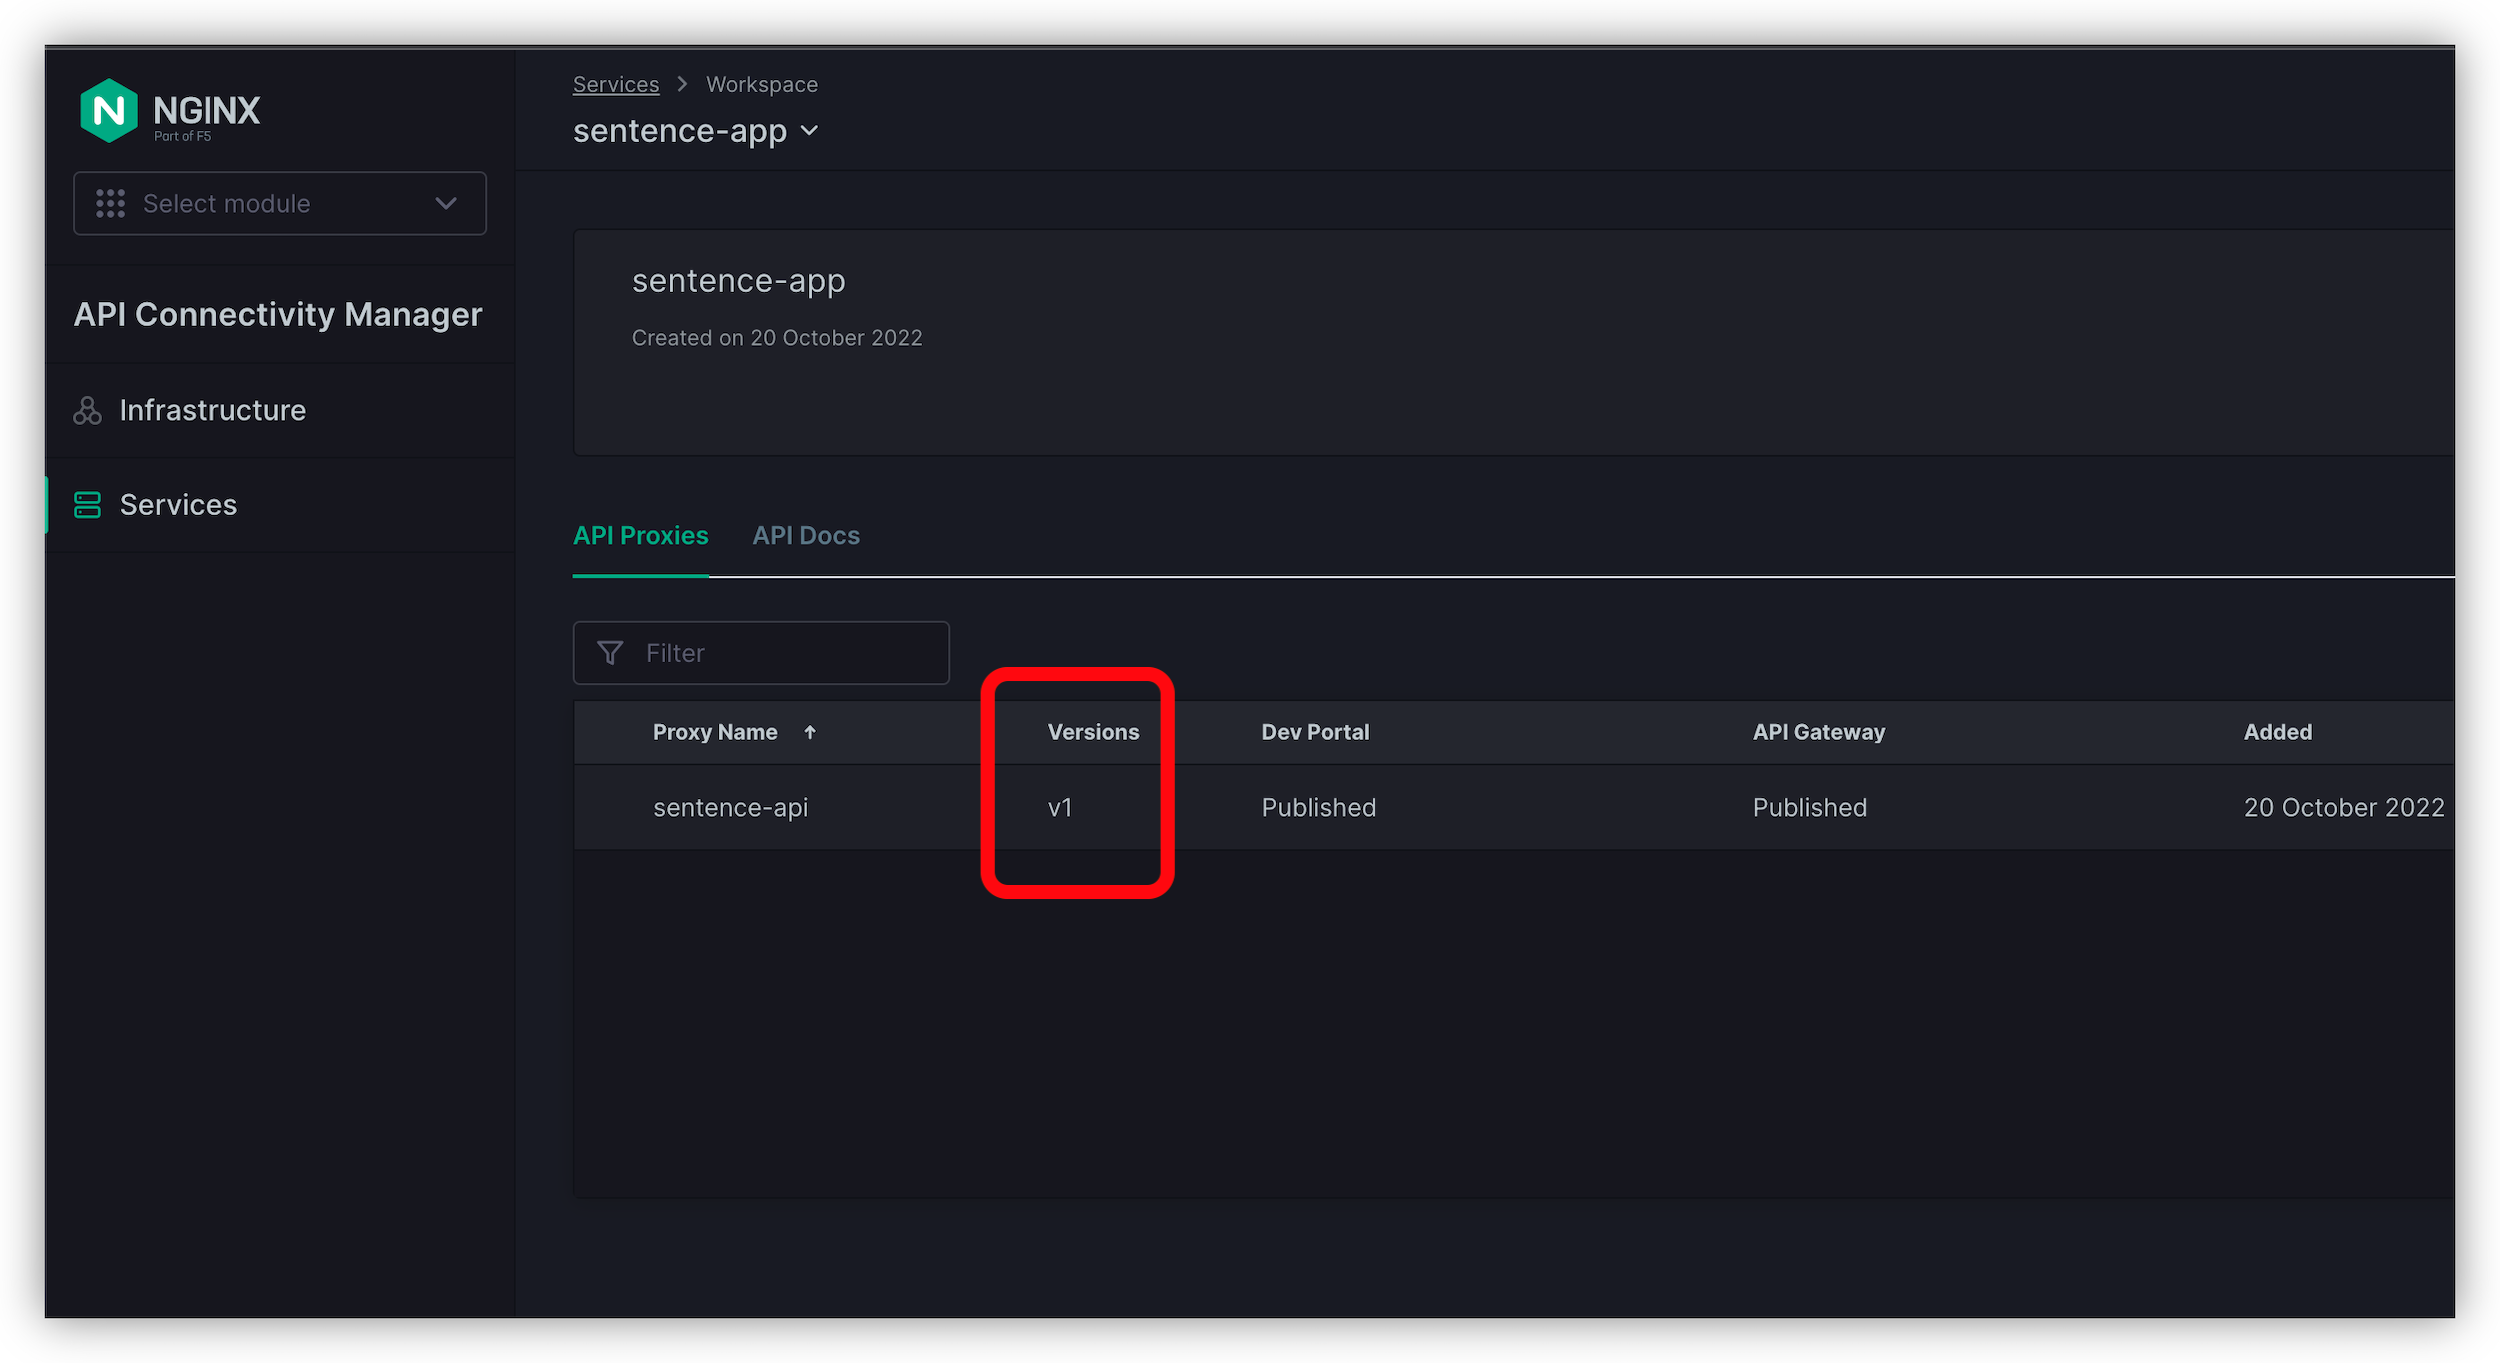 NGINX
Part of F5
Select module
API Connectivity Manager
Infrastructure
Services
Services > Workspace
sentence-app
sentence-app
Created on 20 October 2022
API Proxies API Docs
Filter
Proxy Name ↑ Versions Dev Portal API Gateway Added
sentence-api v1 Published Published 20 October 2022